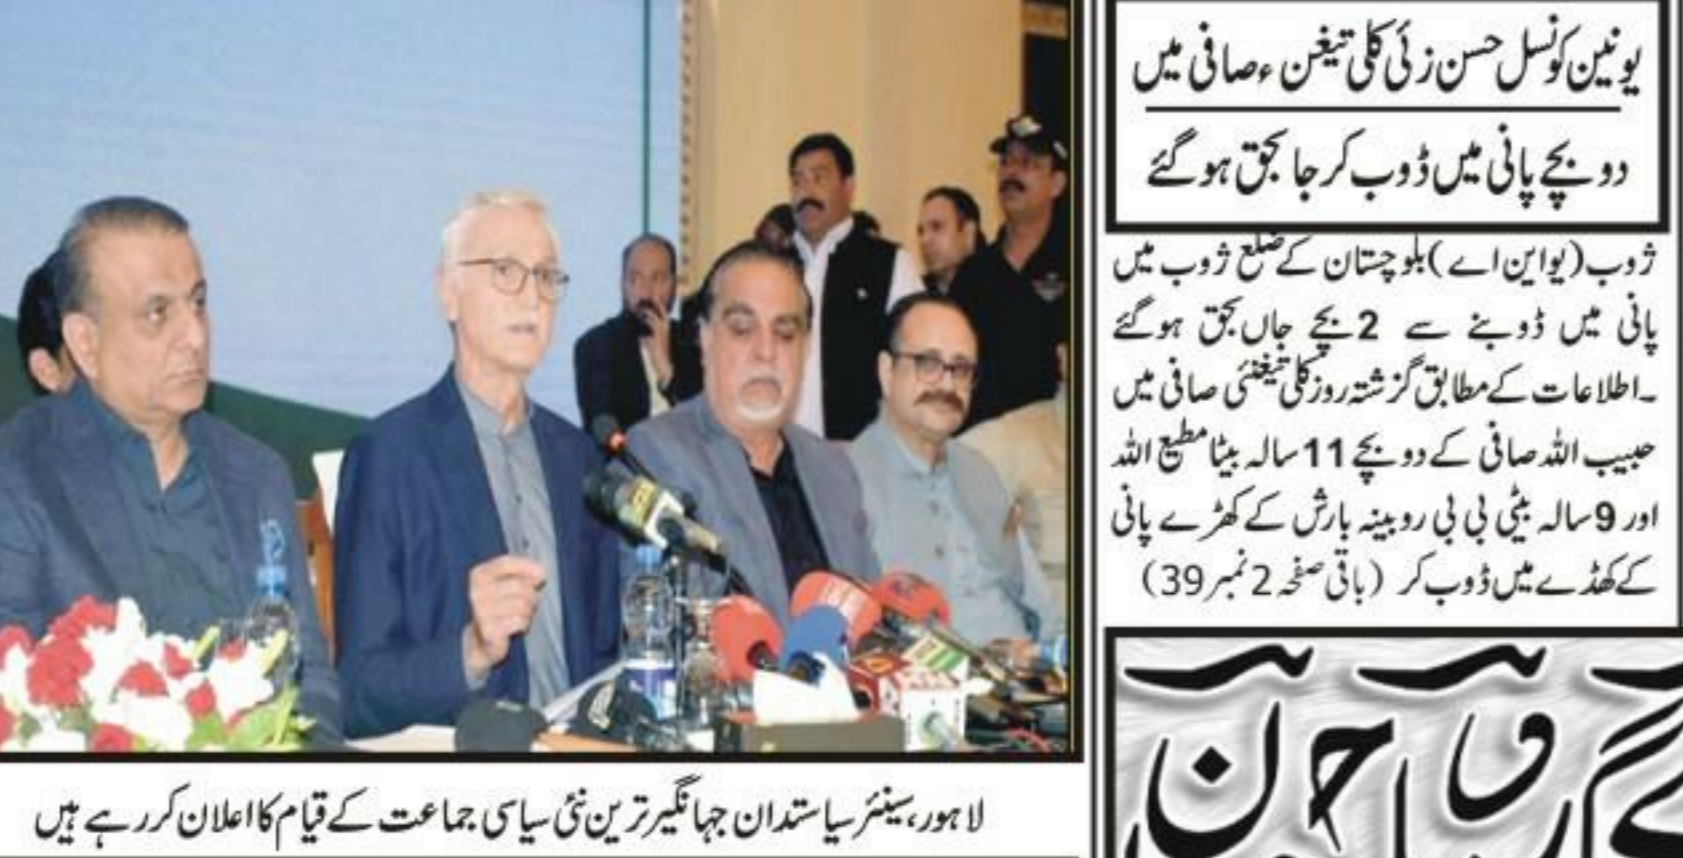 یونین کونسل حسن زئی کلی تیغن ء صافی میں
دو بچے پانی میں ڈوب کر جا بحق ہوگئے
ژوب (یو این اے) بلوچستان کے ضلع ژوب میں
پانی میں ڈوبنے سے 2 بچے جاں بحق ہوگئے
۔اطلاعات کے مطابق گزشتہ روز کلی تیغنئی صافی میں
حبیب اللہ صافی کے دو بچے 11 سالہ بیٹا مطیع اللہ
اور 9 سالہ بیٹی بی بی روبینہ بارش کے کھڑے پانی
کے کھڈے میں ڈوب کر (باقی صفحہ 2 نمبر 39)
لاہور، سینئر سیاستدان جہانگیر ترین نئی سیاسی جماعت کے قیام کا اعلان کر رہے ہیں